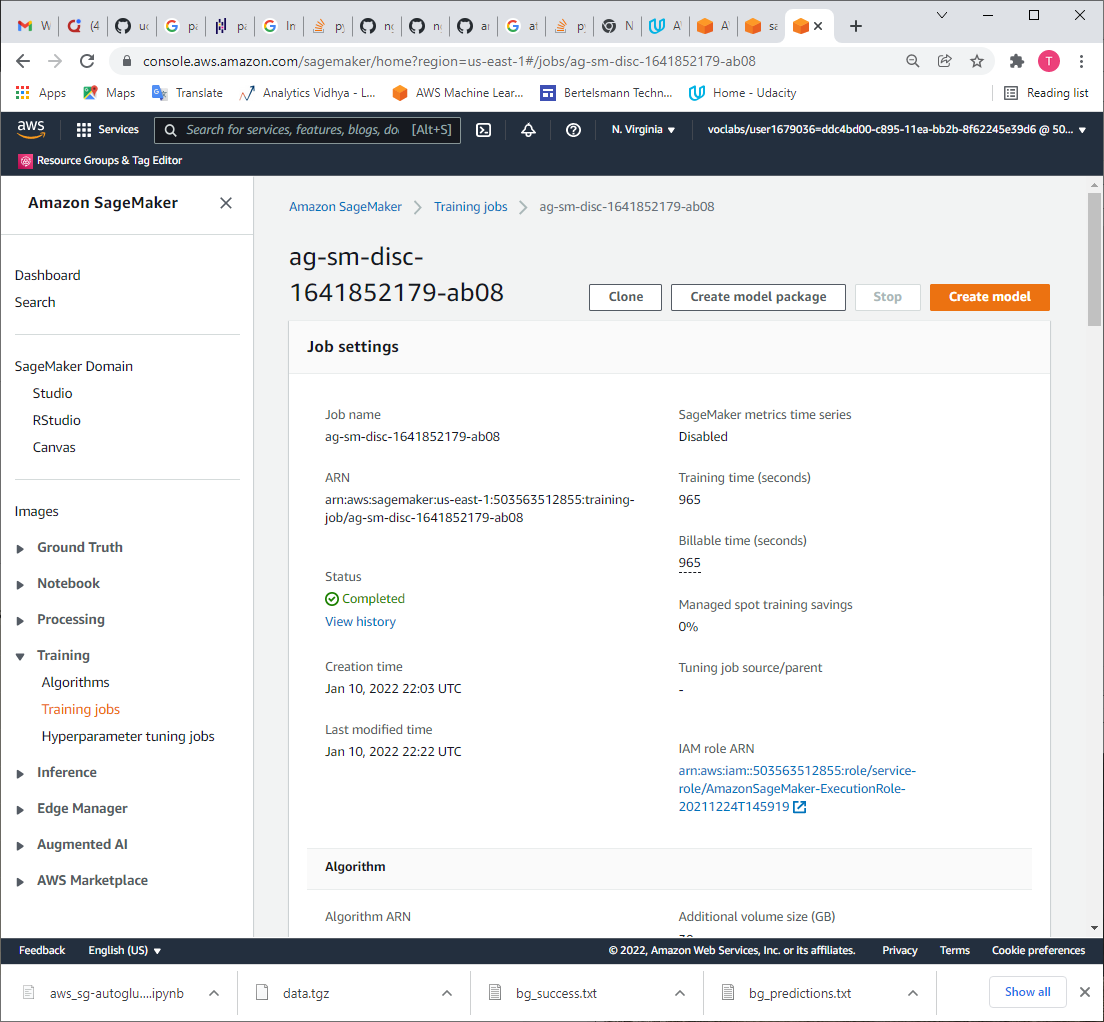 W
(4
uc
pa
pa
In
py
ng
ng
ar
at
py
N
A
A
sa
console.aws.amazon.com/sagemaker/home?region=us-east-1#/jobs/ag-sm-disc-1641852179-ab08
T
Apps
Maps
Translate
Analytics Vidhya - L...
AWS Machine Lear...
Bertelsmann Techn...
Home - Udacity
Reading list
aws
Services
Search for services, features, blogs, do
[Alt+S]
N. Virginia
voclabs/user1679036=ddc4bd00-c895-11ea-bb2b-8f62245e39d6 @ 50...
Resource Groups & Tag Editor
Amazon SageMaker
Dashboard
Search
SageMaker Domain
Studio
RStudio
Canvas
Images
Ground Truth
Notebook
Processing
Training
Algorithms
Training jobs
Hyperparameter tuning jobs
Inference
Edge Manager
Augmented AI
AWS Marketplace
Amazon SageMaker
Training jobs
ag-sm-disc-1641852179-ab08
ag-sm-disc-
1641852179-ab08
Clone
Create model package
Stop
Create model
Job settings
Job name
ag-sm-disc-1641852179-ab08
ARN
arn:aws:sagemaker:us-east-1:503563512855:training-
job/ag-sm-disc-1641852179-ab08
Status
Completed
View history
Creation time
Jan 10, 2022 22:03 UTC
Last modified time
Jan 10, 2022 22:22 UTC
SageMaker metrics time series
Disabled
Training time (seconds)
965
Billable time (seconds)
965
Managed spot training savings
0%
Tuning job source/parent
-
IAM role ARN
arn:aws:iam::503563512855:role/service-
role/AmazonSageMaker-ExecutionRole-
20211224T145919
Algorithm
Algorithm ARN
Additional volume size (GB)
Feedback
English (US)
© 2022, Amazon Web Services, Inc. or its affiliates.
Privacy
Terms
Cookie preferences
aws_sg-autoglu....ipynb
data.tgz
bg_success.txt
bg_predictions.txt
Show all